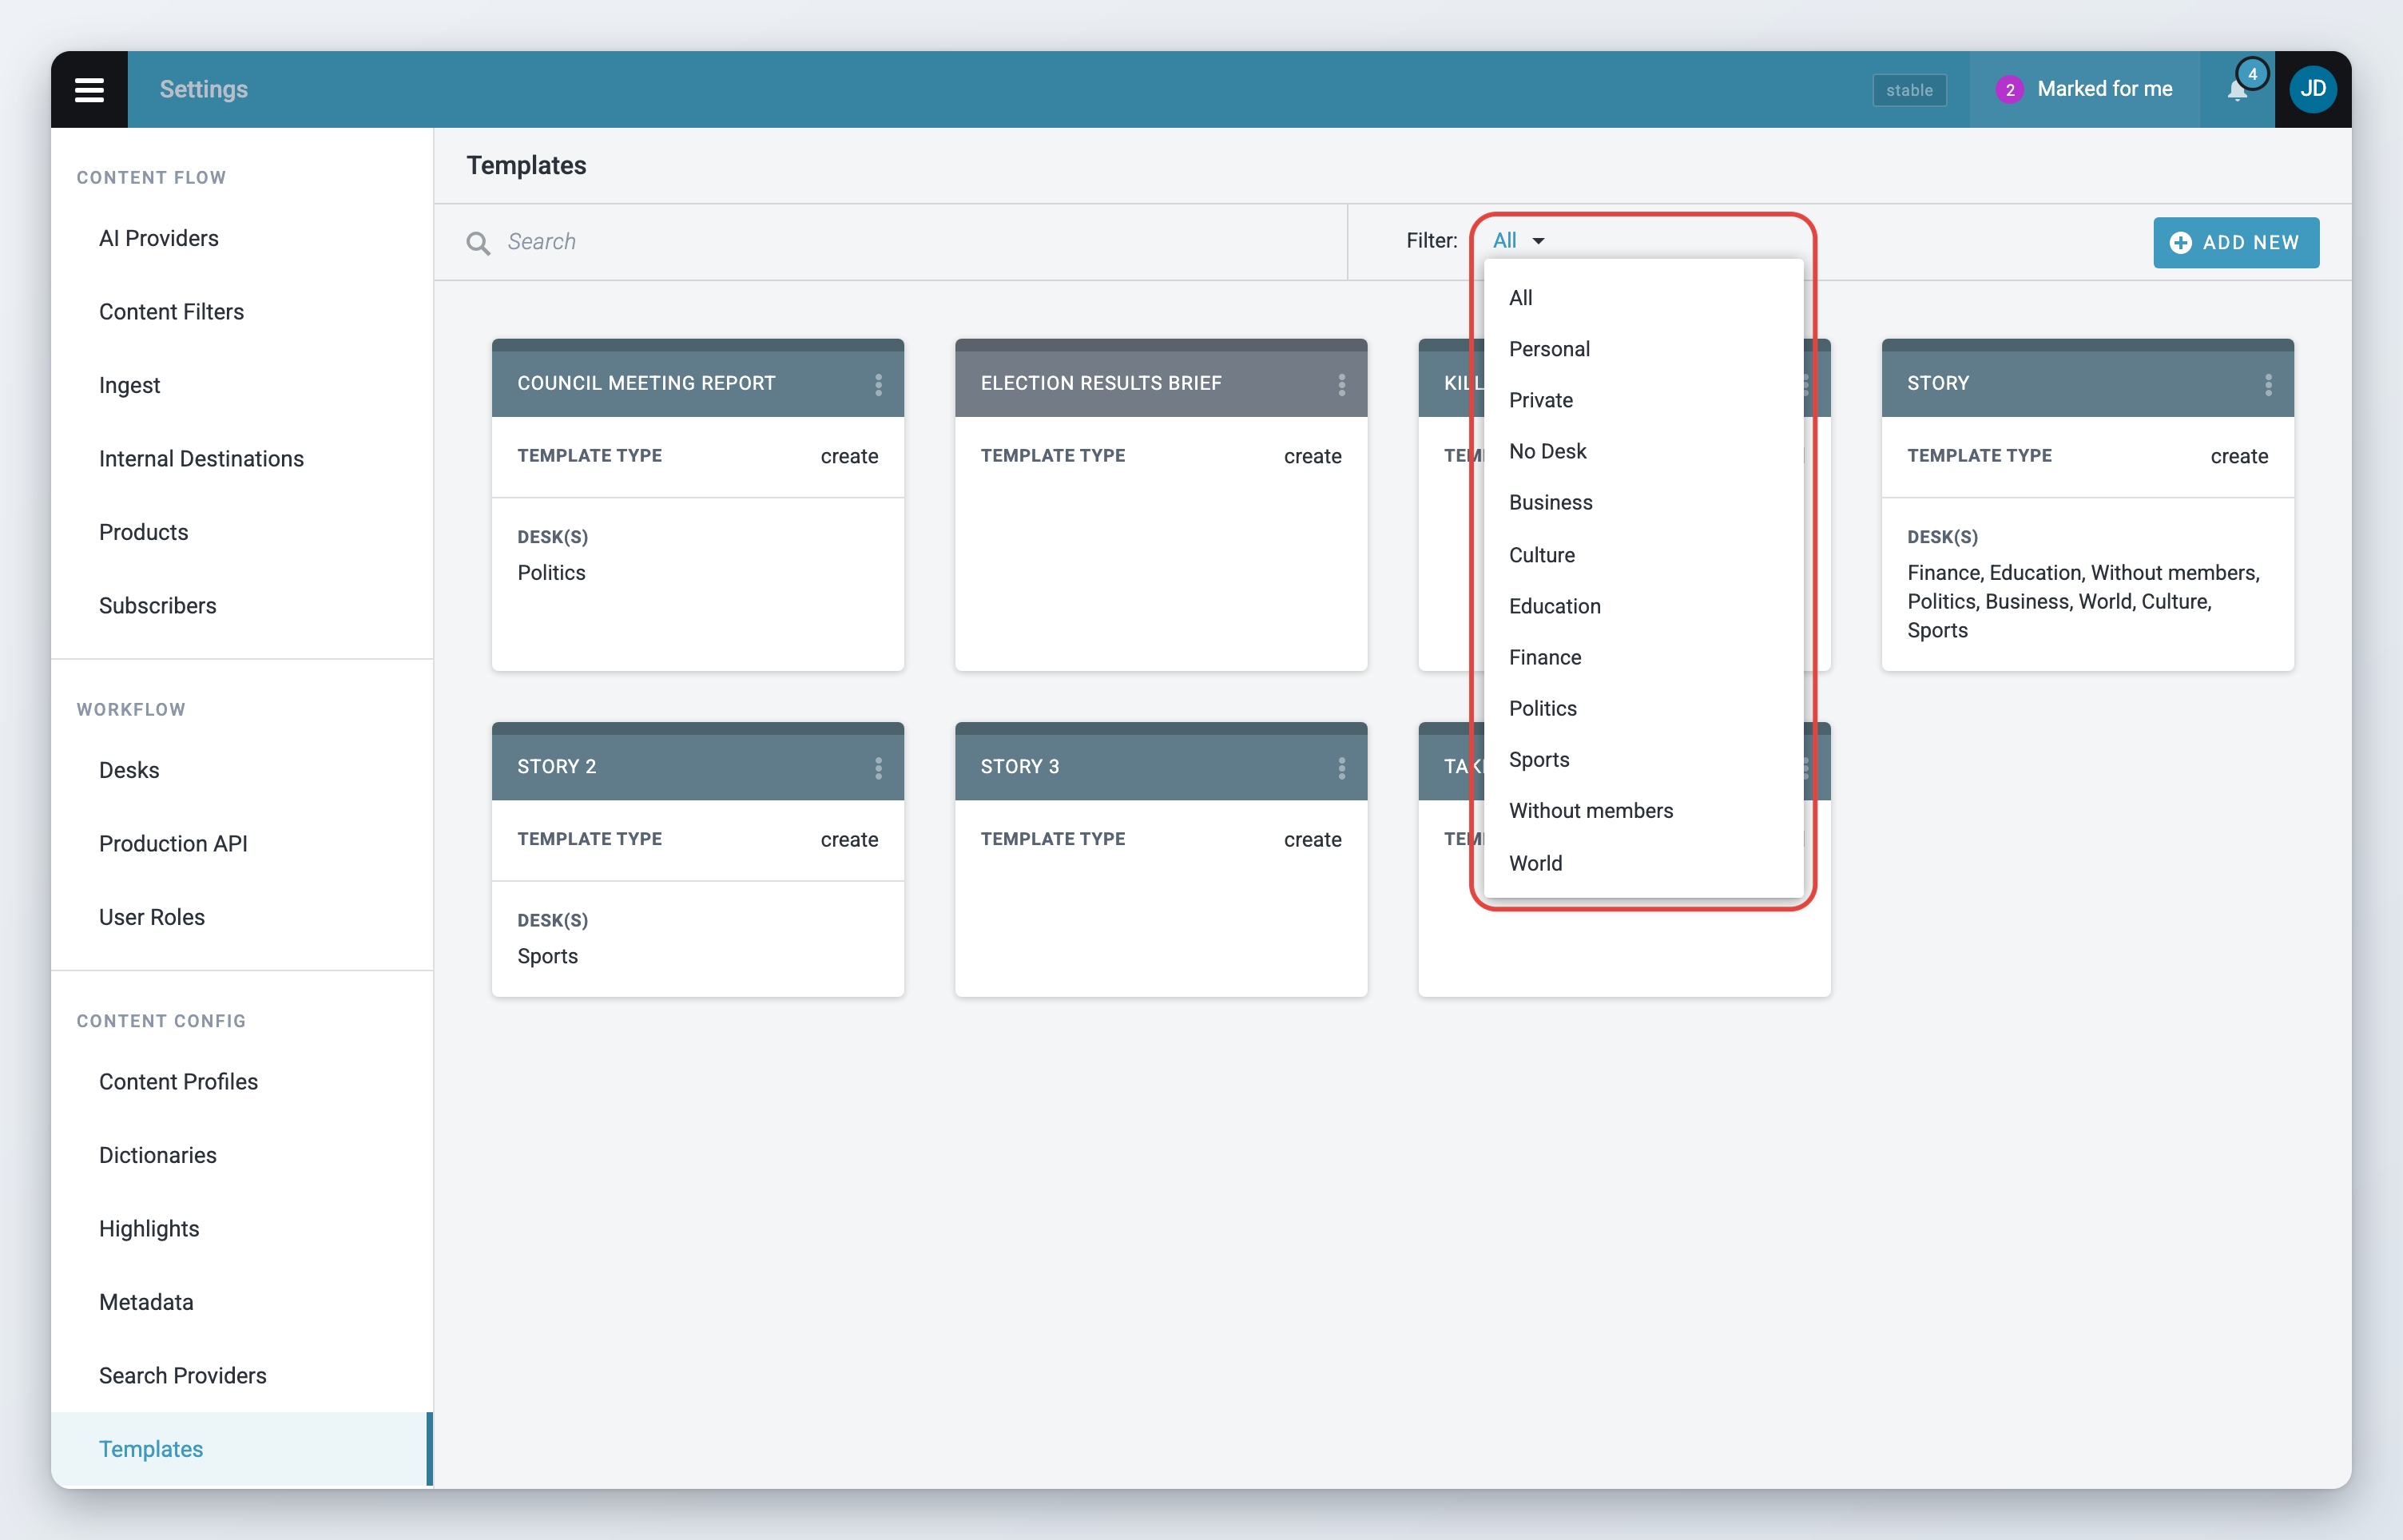 Settings
stable
2 Marked for me
4
JD
CONTENT FLOW
AI Providers
Content Filters
Ingest
Internal Destinations
Products
Subscribers
WORKFLOW
Desks
Production API
User Roles
CONTENT CONFIG
Content Profiles
Dictionaries
Highlights
Metadata
Search Providers
Templates
Templates
Search
Filter: All
ADD NEW
All
Personal
Private
No Desk
Business
Culture
Education
Finance
Politics
Sports
Without members
World
COUNCIL MEETING REPORT
TEMPLATE TYPE create
DESK(S)
Politics
ELECTION RESULTS BRIEF
TEMPLATE TYPE create
KILL
STORY
TEMPLATE TYPE create
DESK(S)
Finance, Education, Without members,
Politics, Business, World, Culture,
Sports
STORY 2
TEMPLATE TYPE create
DESK(S)
Sports
STORY 3
TEMPLATE TYPE create